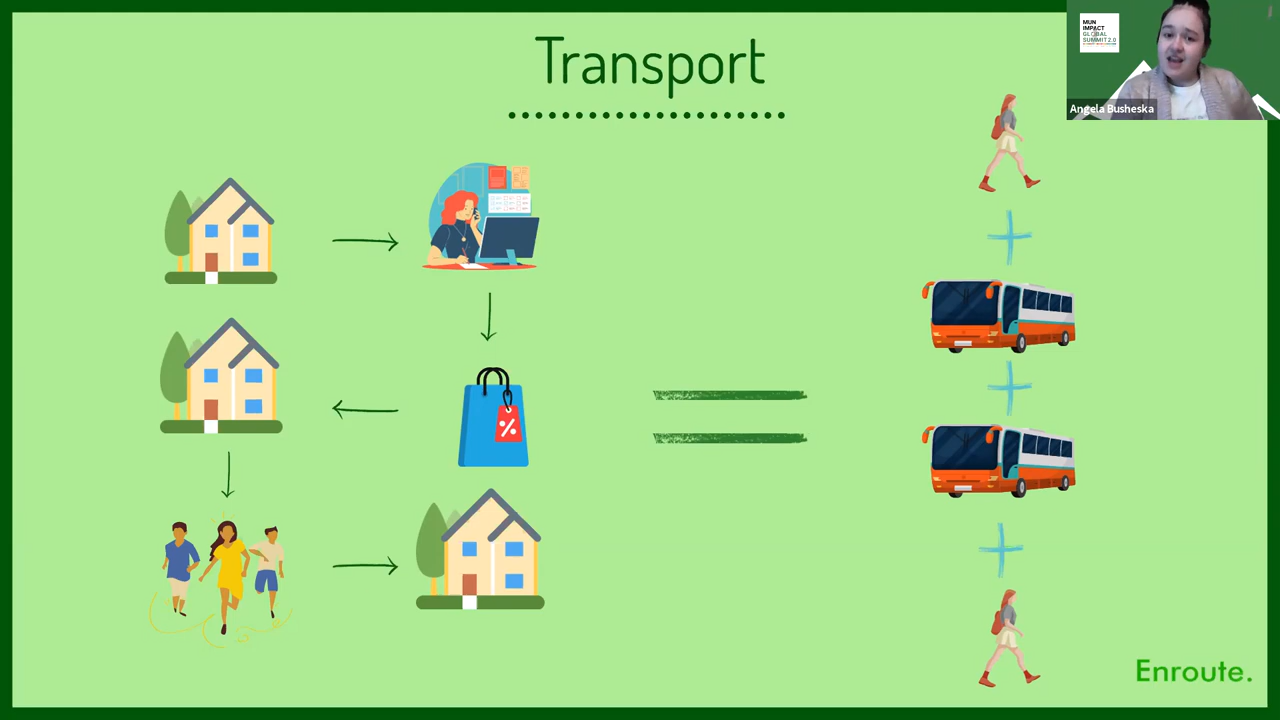 Transport
MUN
IMPACT
GLOBAL
SUMMIT 2.0
Angela Busheska
%
Enroute.